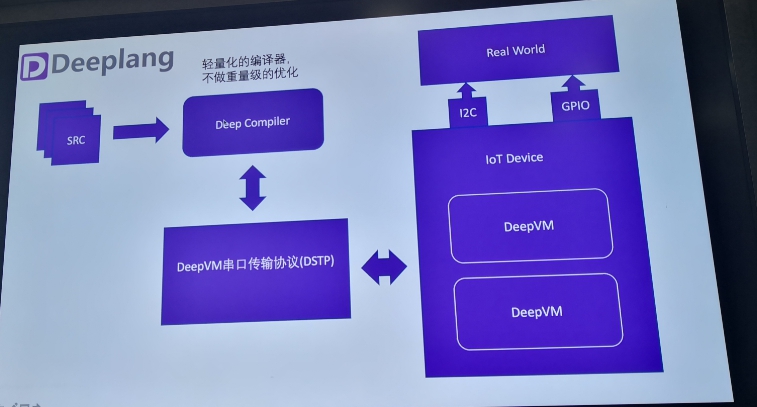 Deeplang
轻量化的编译器,
不做重量级的优化
SRC
Deep Compiler
DeepVM串口传输协议(DSTP)
Real World
I2C
GPIO
IoT Device
DeepVM
DeepVM